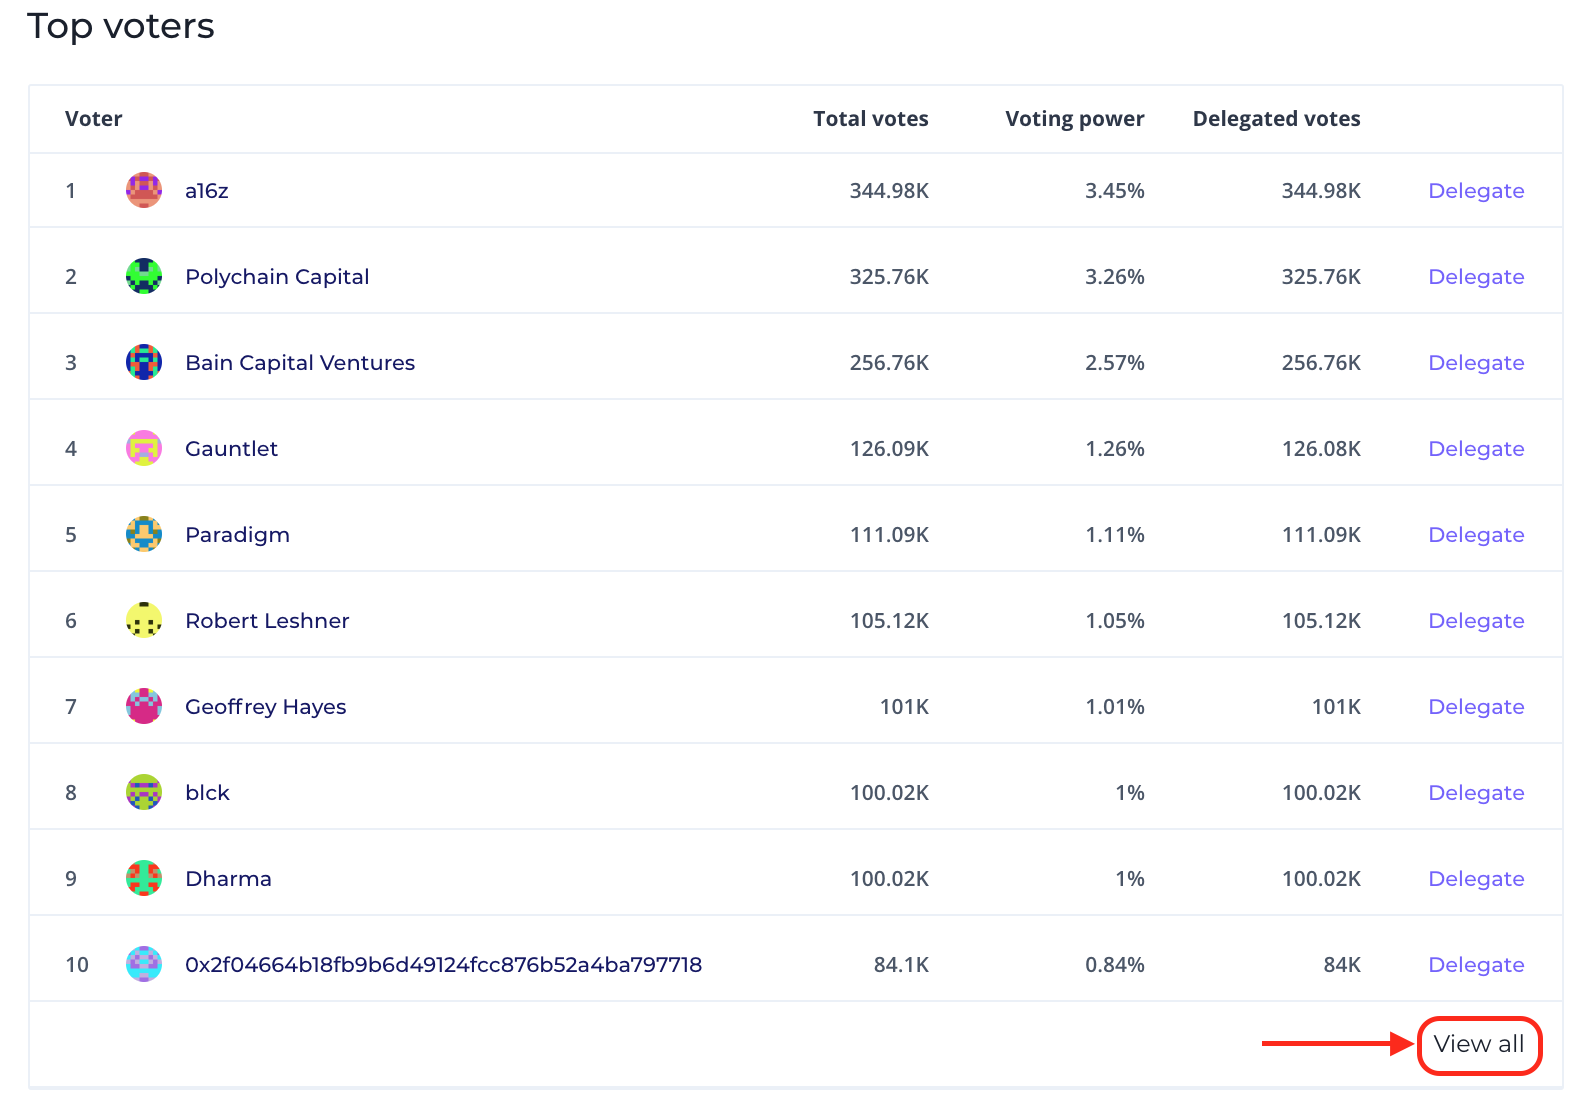 Top voters
Voter Total votes Voting power Delegated votes
1 a16z 344.98K 3.45% 344.98K Delegate
2 Polychain Capital 325.76K 3.26% 325.76K Delegate
3 Bain Capital Ventures 256.76K 2.57% 256.76K Delegate
4 Gauntlet 126.09K 1.26% 126.08K Delegate
5 Paradigm 111.09K 1.11% 111.09K Delegate
6 Robert Leshner 105.12K 1.05% 105.12K Delegate
7 Geoffrey Hayes 101K 1.01% 101K Delegate
8 blck 100.02K 1% 100.02K Delegate
9 Dharma 100.02K 1% 100.02K Delegate
10 0x2f04664b18fb9b6d49124fcc876b52a4ba797718 84.1K 0.84% 84K Delegate
View all